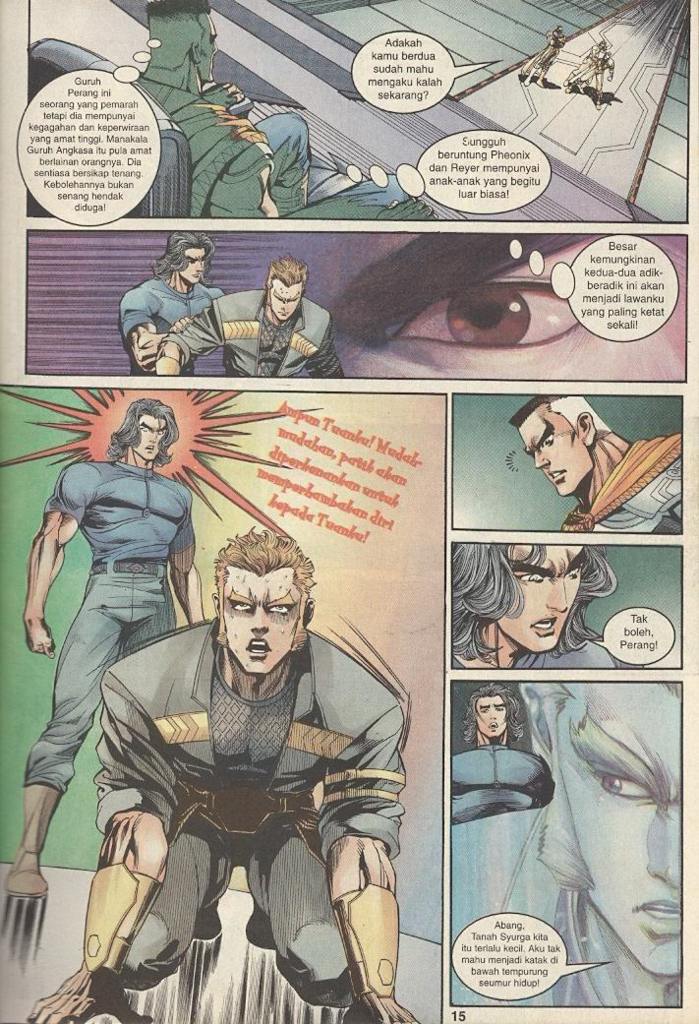 Guruh
Perang ini
seorang yang pemarah
tetapi dia mempunyai
kegagahan dan keperwiraan
yang amat tinggi. Manakala
Guruh Angkasa itu pula amat
berlainan orangnya. Dia
sentiasa bersikap tenang.
Kebolehannya bukan
senang hendak
diduga!
Adakah
kamu berdua
sudah mahu
mengaku kalah
sekarang?
Sungguh
beruntung Pheonix
dan Reyer mempunyai
anak-anak yang begitu
luar biasa!
Besar
kemungkinan
kedua-dua adik-
beradik ini akan
menjadi lawanku
yang paling ketat
sekali!
Ampun Tuanku! Mudah-
mudahan, patik akan
diperkenankan untuk
memperhambakan diri
kepada Tuanku!
Tak
boleh,
Perang!
Abang,
Tanah Syurga kita
itu terlalu kecil. Aku tak
mahu menjadi katak di
bawah tempurung
seumur hidup!
15